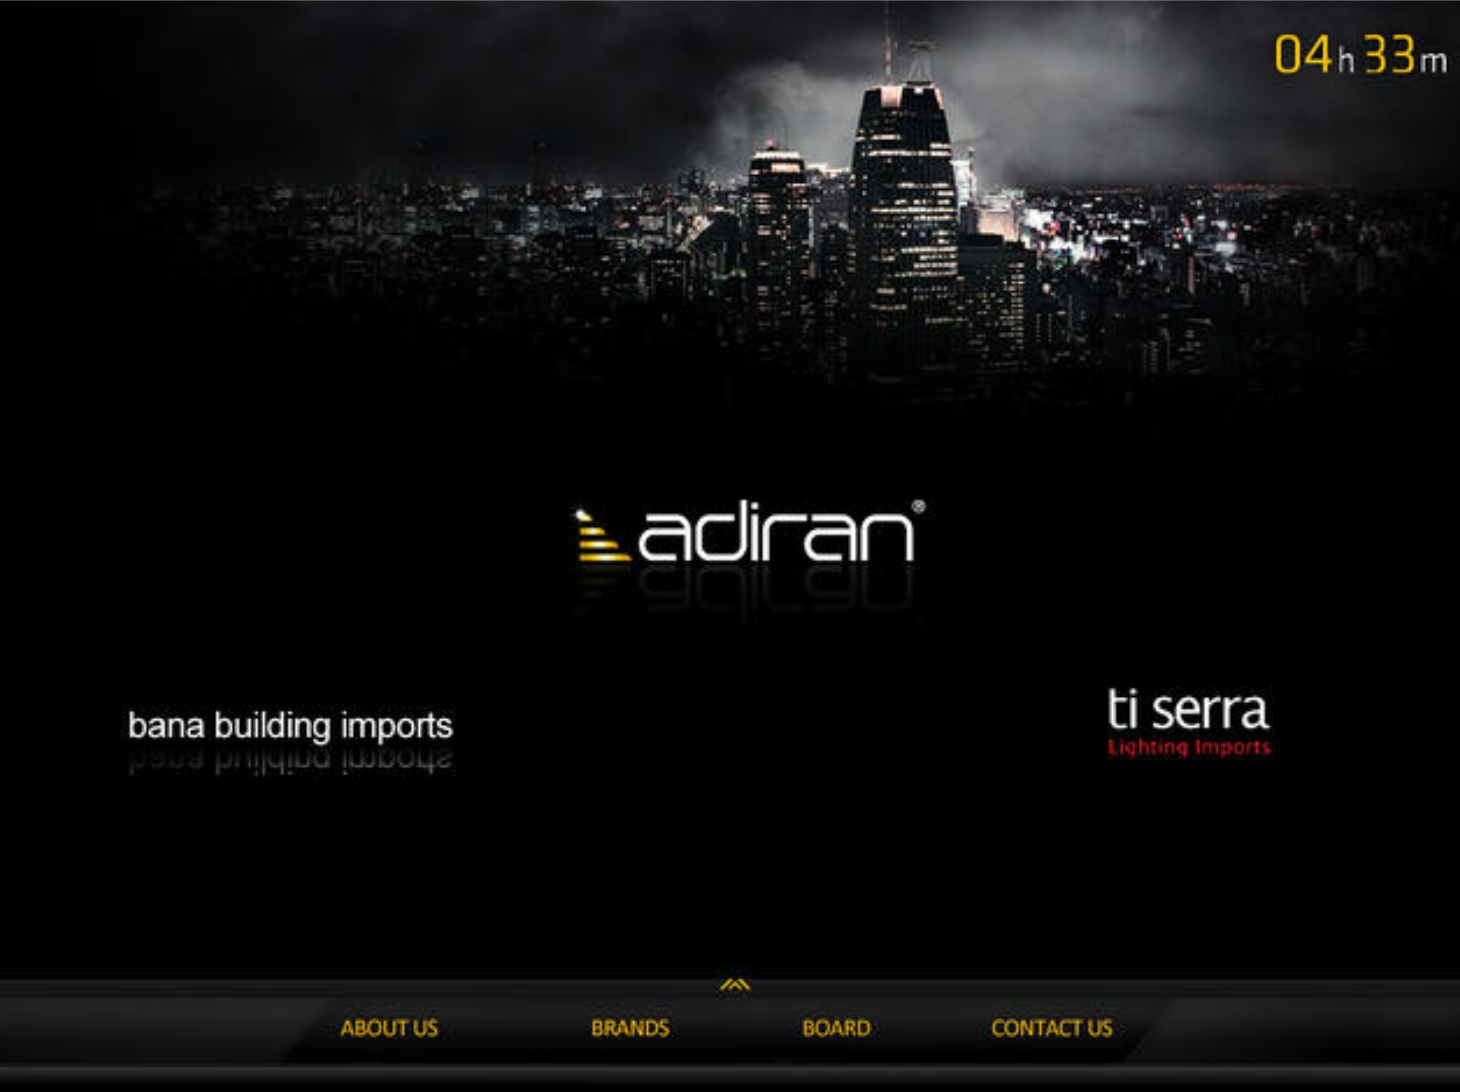 04h 33m
adiran®
bana building imports
ti serra
Lighting Imports
ABOUT US
BRANDS
BOARD
CONTACT US